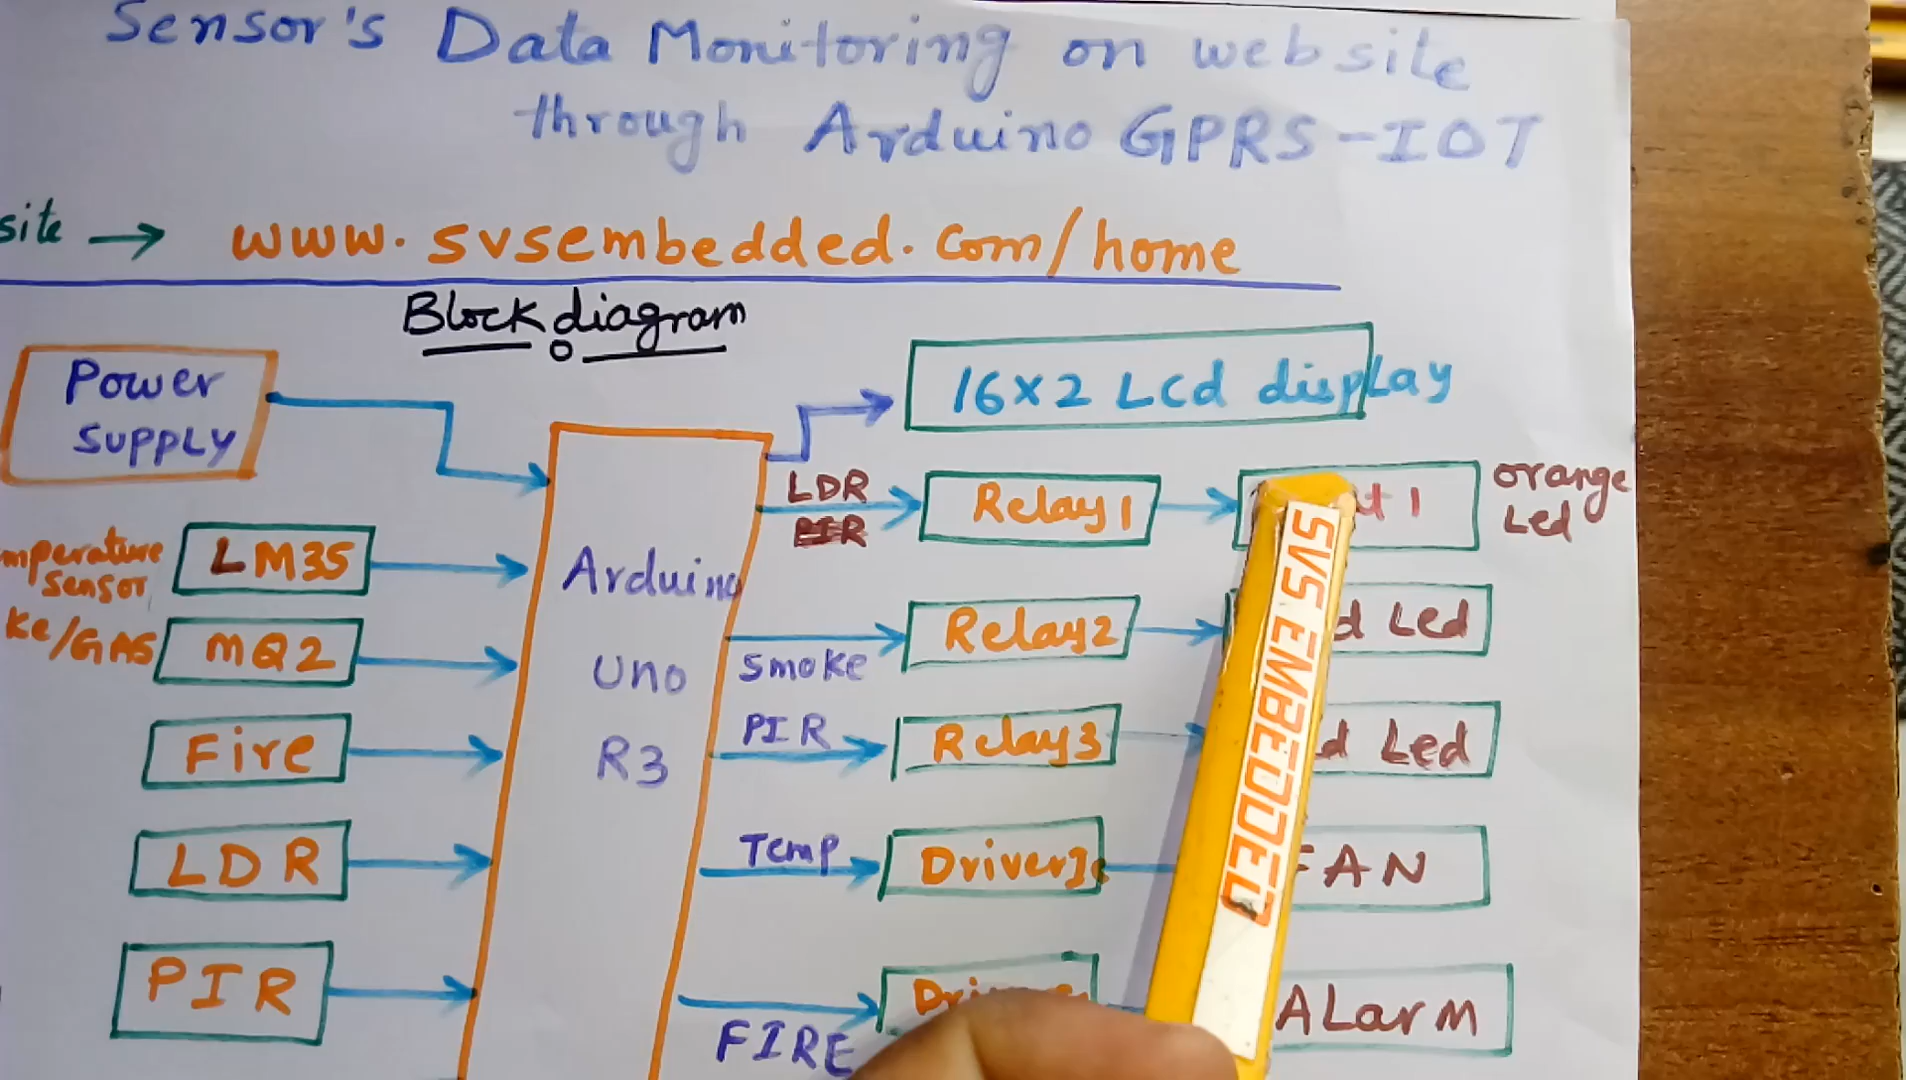 Sensor's Data Monitoring on website
through Arduino GPRS-IOT
site → www.svsembedded.com/home
Block diagram
Power
SUPPLY
16x2 LCd display
LDR
Relay1
orange
Led
LM35
sensor
Arduino
Uno
R3
MQ2
/GAS
Relay2
Led
Smoke
Fire
PIR
Relay3
Led
LDR
Temp
FAN
PIR
FIRE
ALarm
SVS EMBEDDED